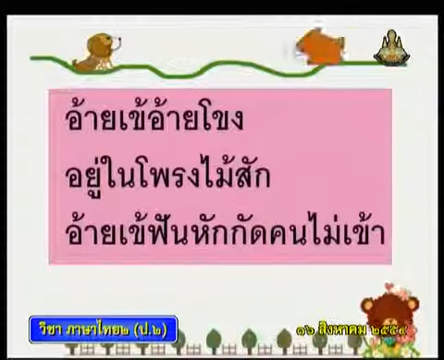 อ้ายเข้อ้ายโขง
อยู่ในโพรงไม้สัก
อ้ายเข้ฟันหักกัดคนไม่เข้า
วิชา ภาษาไทย๒ (ป.๒)
๑๖ สิงหาคม ๒๕๕๔